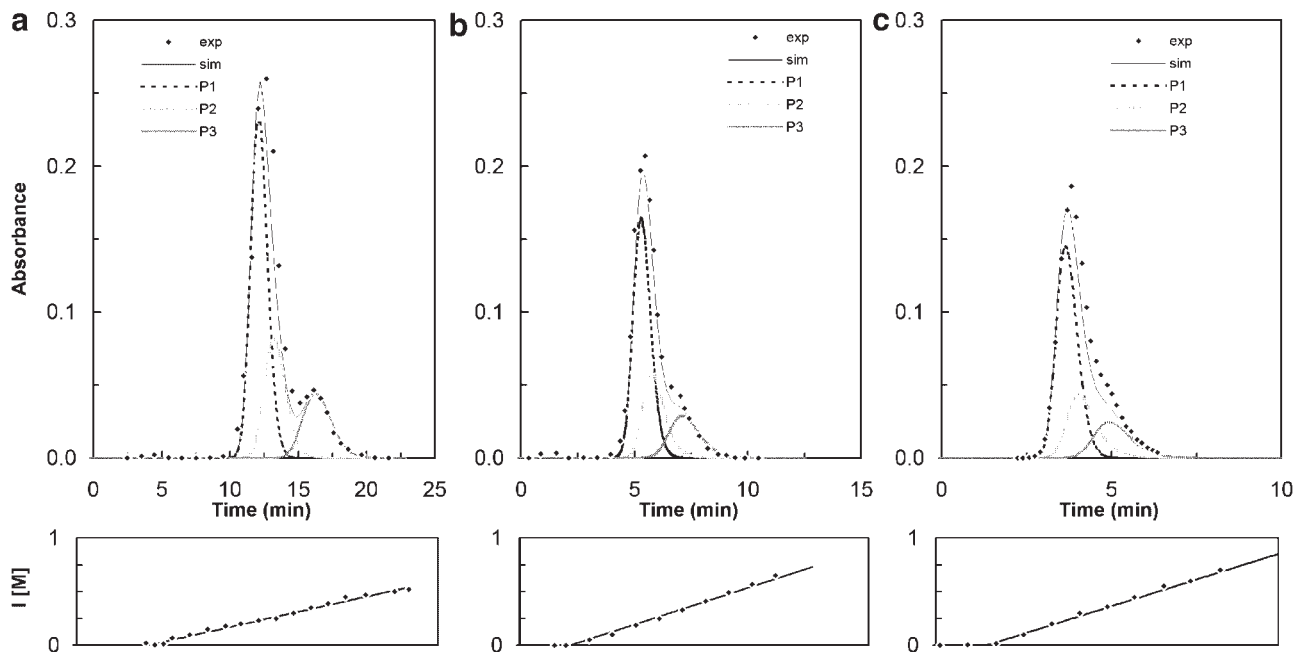 a
0.3
0.2
0.1
0.0
Absorbance
exp
sim
P1
P2
P3
0 5 10 15 20 25
Time (min)
b
0.3
0.2
0.1
0.0
exp
sim
P1
P2
P3
0 5 10 15
Time (min)
c
0.3
0.2
0.1
0.0
exp
sim
P1
P2
P3
0 5 10
Time (min)
I [M]
1
0
1
0
1
0